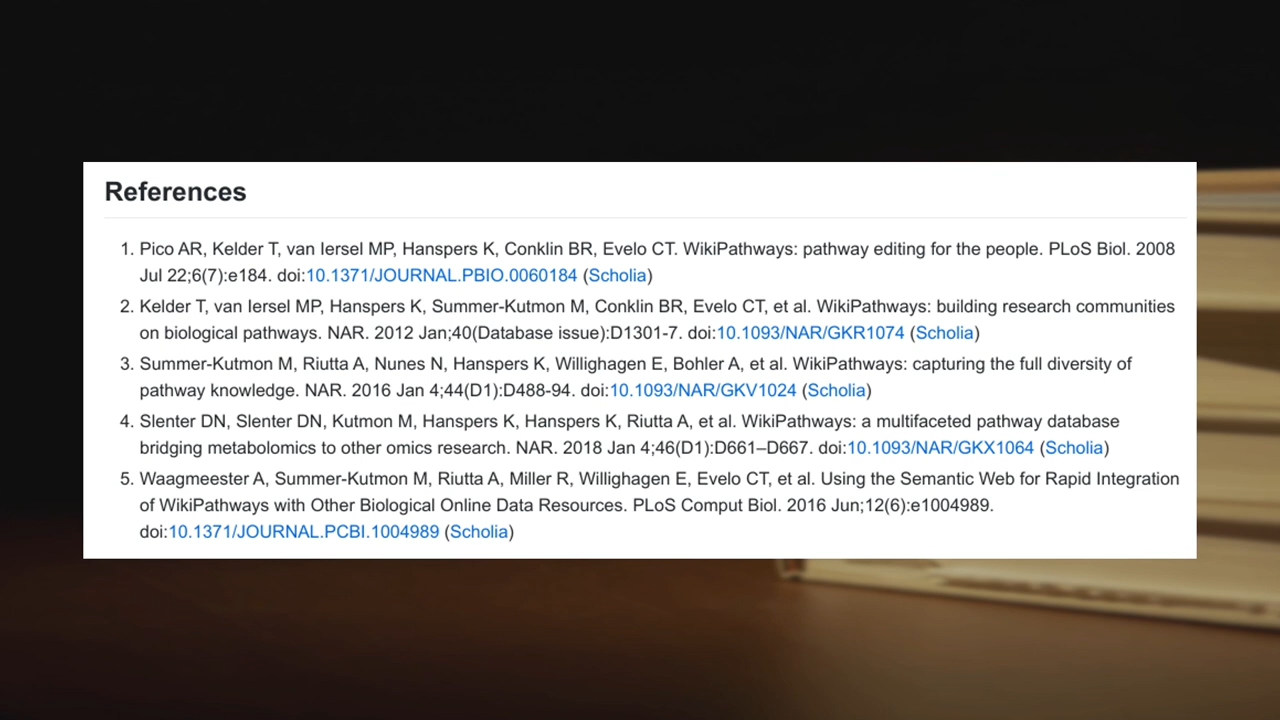 References
1. Pico AR, Kelder T, van Iersel MP, Hanspers K, Conklin BR, Evelo CT. WikiPathways: pathway editing for the people. PLoS Biol. 2008
Jul 22;6(7):e184. doi:10.1371/JOURNAL.PBIO.0060184 (Scholia)
2. Kelder T, van Iersel MP, Hanspers K, Summer-Kutmon M, Conklin BR, Evelo CT, et al. WikiPathways: building research communities
on biological pathways. NAR. 2012 Jan;40(Database issue):D1301-7. doi:10.1093/NAR/GKR1074 (Scholia)
3. Summer-Kutmon M, Riutta A, Nunes N, Hanspers K, Willighagen E, Bohler A, et al. WikiPathways: capturing the full diversity of
pathway knowledge. NAR. 2016 Jan 4;44(D1):D488-94. doi:10.1093/NAR/GKV1024 (Scholia)
4. Slenter DN, Slenter DN, Kutmon M, Hanspers K, Hanspers K, Riutta A, et al. WikiPathways: a multifaceted pathway database
bridging metabolomics to other omics research. NAR. 2018 Jan 4;46(D1):D661–D667. doi:10.1093/NAR/GKX1064 (Scholia)
5. Waagmeester A, Summer-Kutmon M, Riutta A, Miller R, Willighagen E, Evelo CT, et al. Using the Semantic Web for Rapid Integration
of WikiPathways with Other Biological Online Data Resources. PLoS Comput Biol. 2016 Jun;12(6):e1004989.
doi:10.1371/JOURNAL.PCBI.1004989 (Scholia)